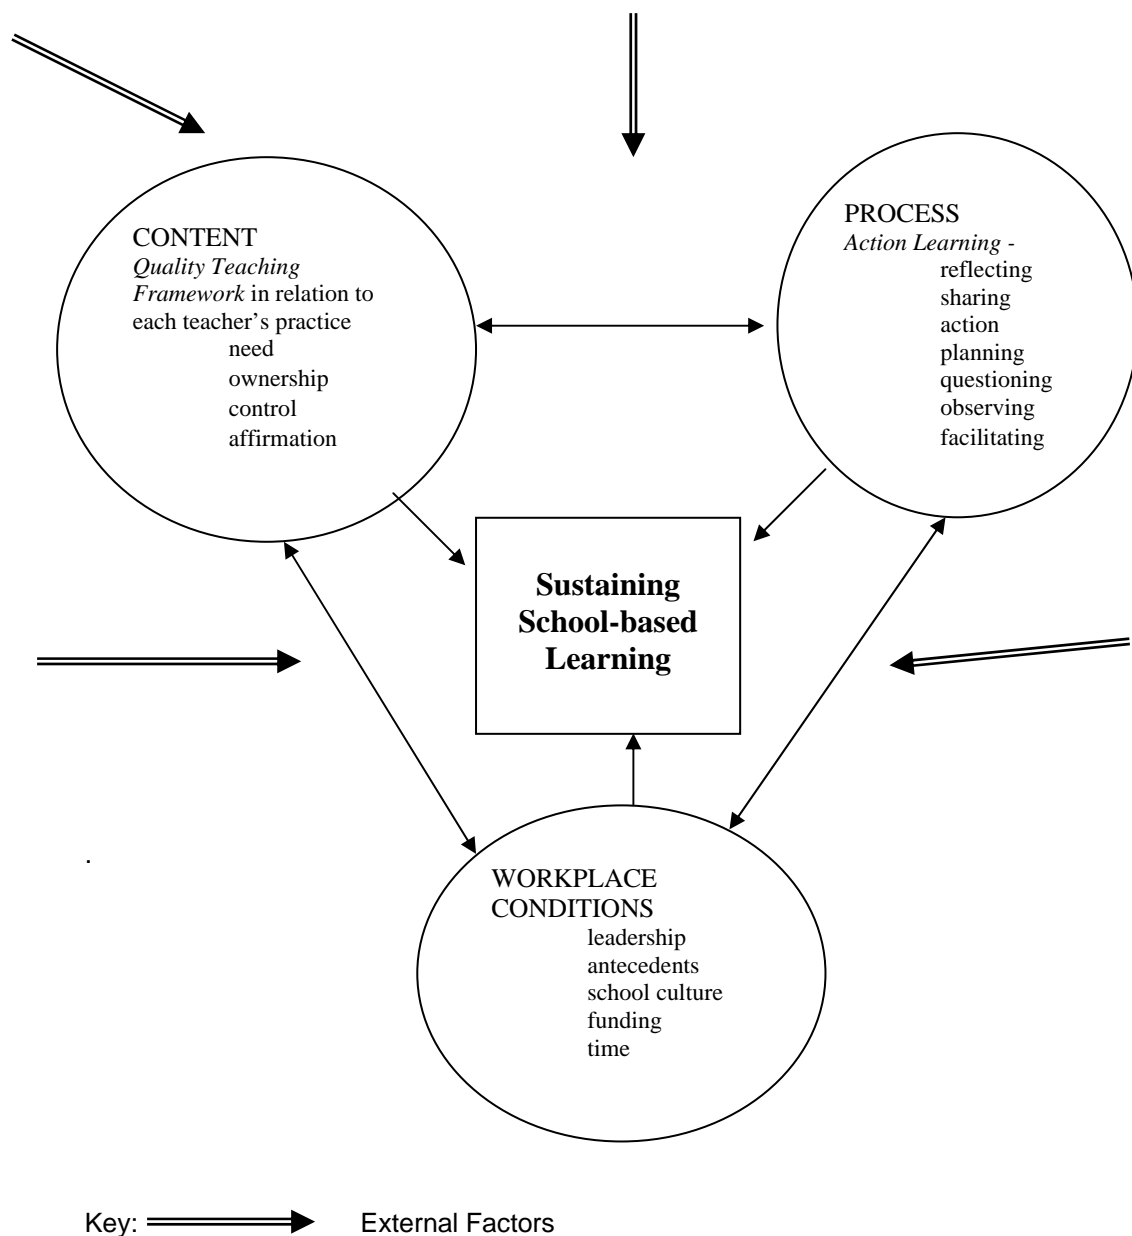 CONTENT
Quality Teaching
Framework in relation to
each teacher’s practice
need
ownership
control
affirmation
PROCESS
Action Learning -
reflecting
sharing
action
planning
questioning
observing
facilitating
Sustaining
School-based
Learning
.
WORKPLACE
CONDITIONS
leadership
antecedents
school culture
funding
time
Key: External Factors